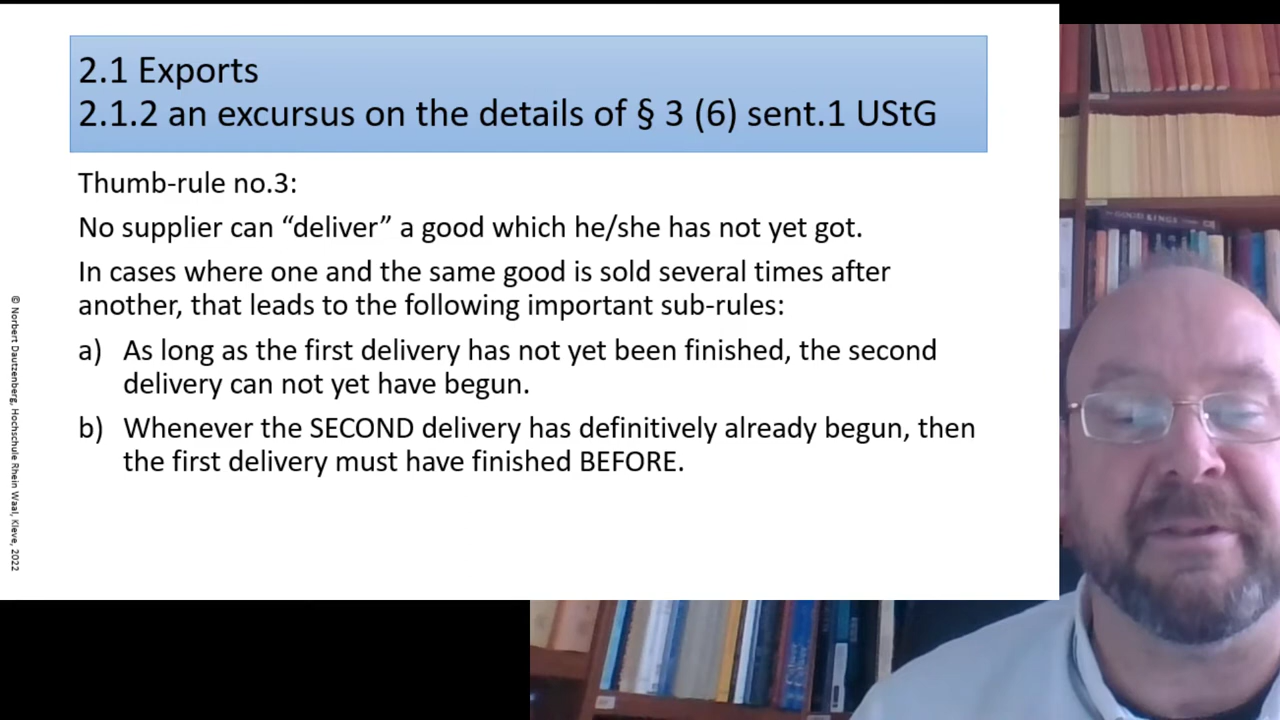 2.1 Exports
2.1.2 an excursus on the details of § 3 (6) sent.1 UStG
Thumb-rule no.3:
No supplier can “deliver” a good which he/she has not yet got.
In cases where one and the same good is sold several times after
another, that leads to the following important sub-rules:
a) As long as the first delivery has not yet been finished, the second
delivery can not yet have begun.
b) Whenever the SECOND delivery has definitively already begun, then
the first delivery must have finished BEFORE.
© Norbert Dautzenberg, Hochschule Rhein Waal, Kleve, 2022